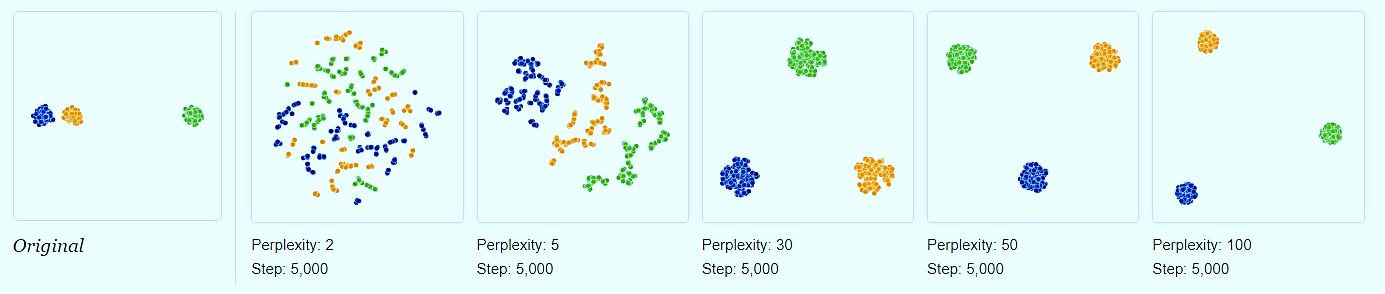 Original
Perplexity: 2
Step: 5,000
Perplexity: 5
Step: 5,000
Perplexity: 30
Step: 5,000
Perplexity: 50
Step: 5,000
Perplexity: 100
Step: 5,000